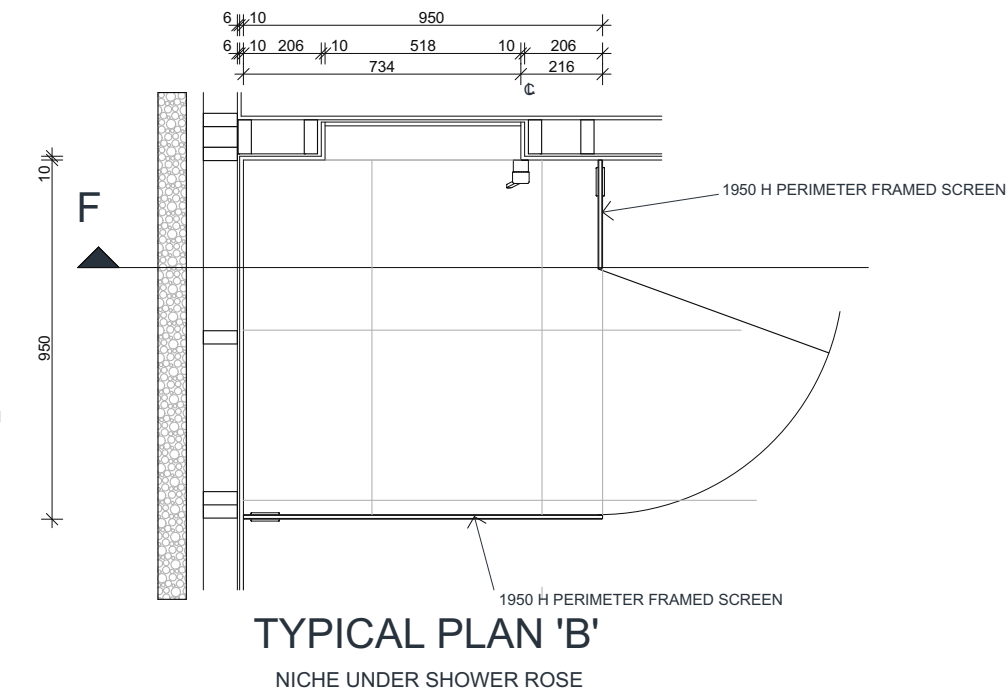 6 10 950
6 10 206 10 518 10 206
734 216
℄
10
1950 H PERIMETER FRAMED SCREEN
F
950
1950 H PERIMETER FRAMED SCREEN
TYPICAL PLAN 'B'
NICHE UNDER SHOWER ROSE